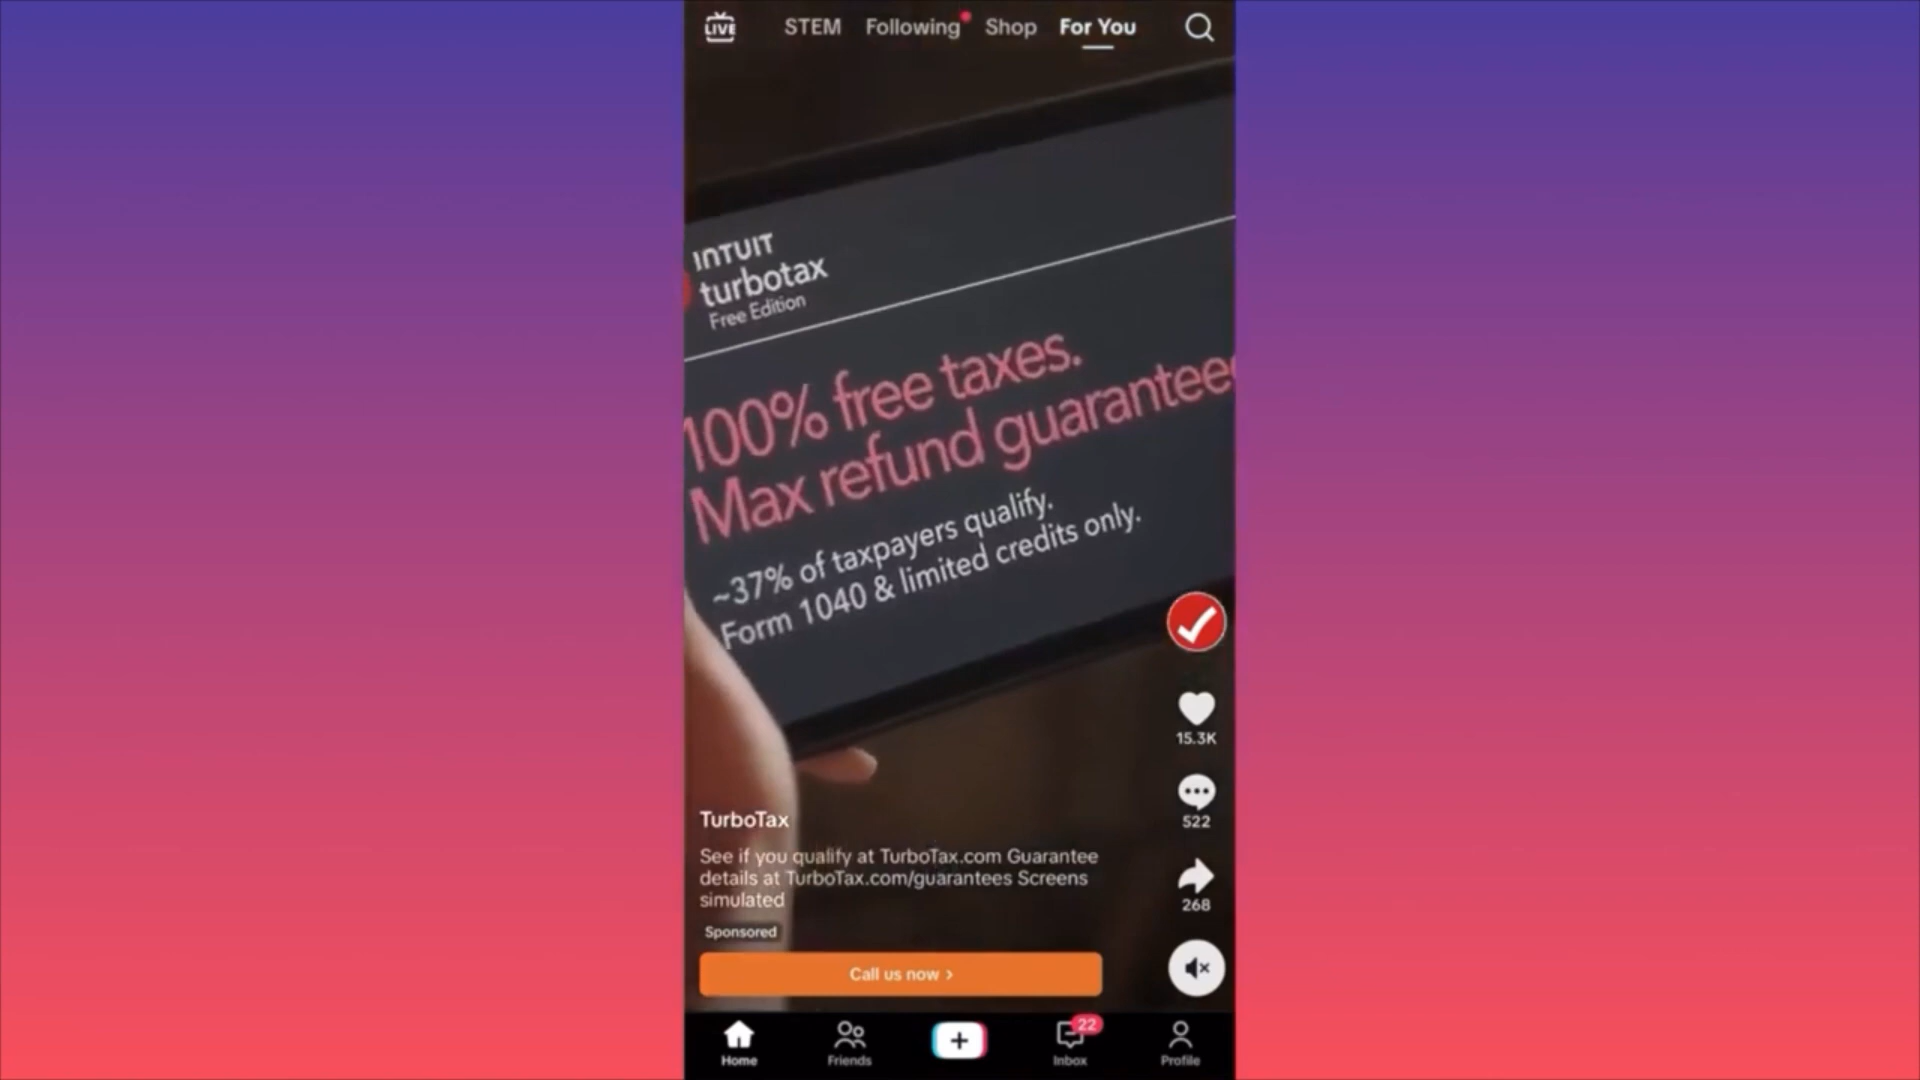 LIVE
STEM
Following
Shop
For You
INTUIT
turbotax
Free Edition
100% free taxes.
Max refund guarantee
~37% of taxpayers qualify.
Form 1040 & limited credits only.
15.3K
522
268
TurboTax
See if you qualify at TurboTax.com Guarantee
details at TurboTax.com/guarantees Screens
simulated
Sponsored
Call us now >
Home
Friends
22
Inbox
Profile